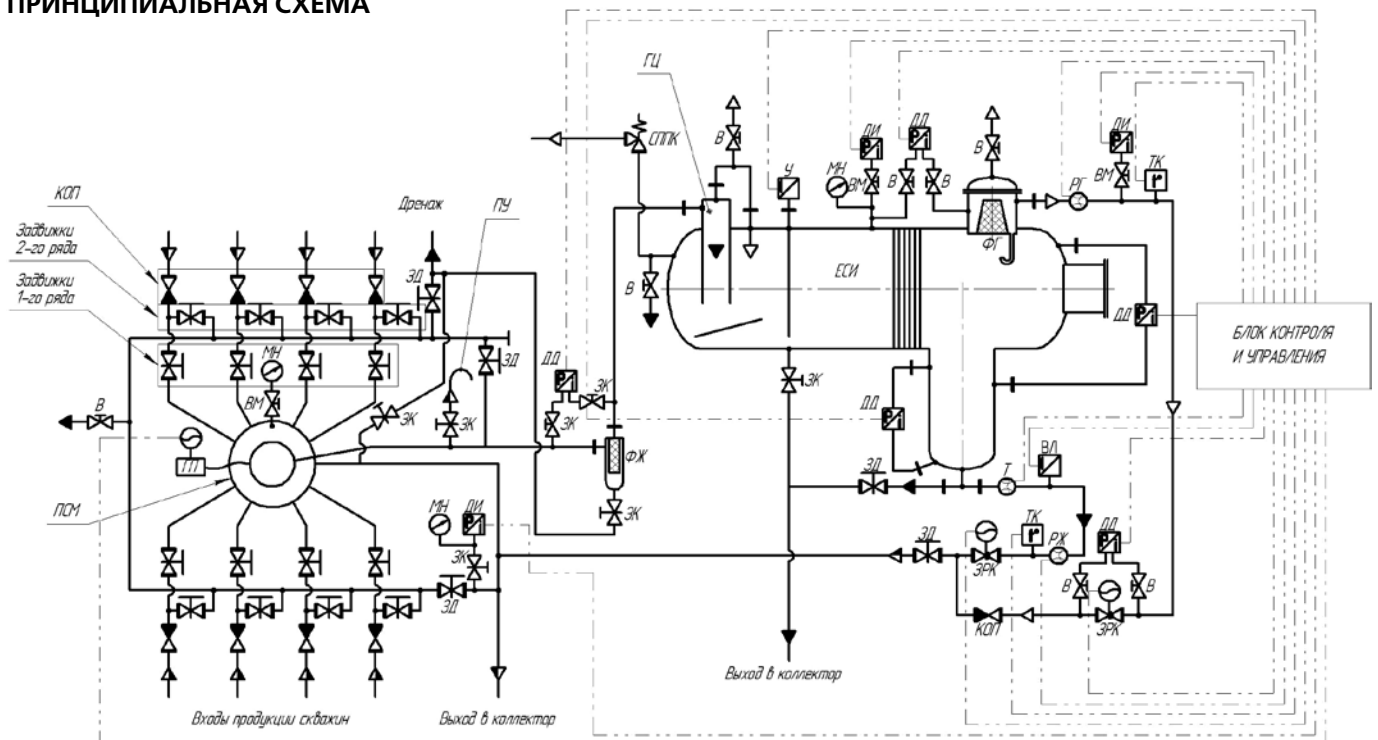 ПРИНЦИПИАЛЬНАЯ СХЕМА
ГЦ
СППК
В
У
МН
ДИ
ВМ
ДД
В
В
В
ФГ
РГ
ДИ
ВМ
ТК
КОП
Задвижки
2-го ряда
Задвижки
1-го ряда
Дренаж
ПУ
ЗД
В
ЕСИ
ДД
БЛОК КОНТРОЛЯ
И УПРАВЛЕНИЯ
МН
ВМ
ЗК
ЗД
ЗК
ДД
ЗК
ЗК
ЗК
ДД
В
ФЖ
ПСМ
ЗК
МН
ДИ
ЗК
ЗД
ЗД
Т
ВЛ
ЗД
ЗРК
ТК
РЖ
ДД
В
В
КОП
ЗРК
Входы продукции скважин
Выход в коллектор
Выход в коллектор